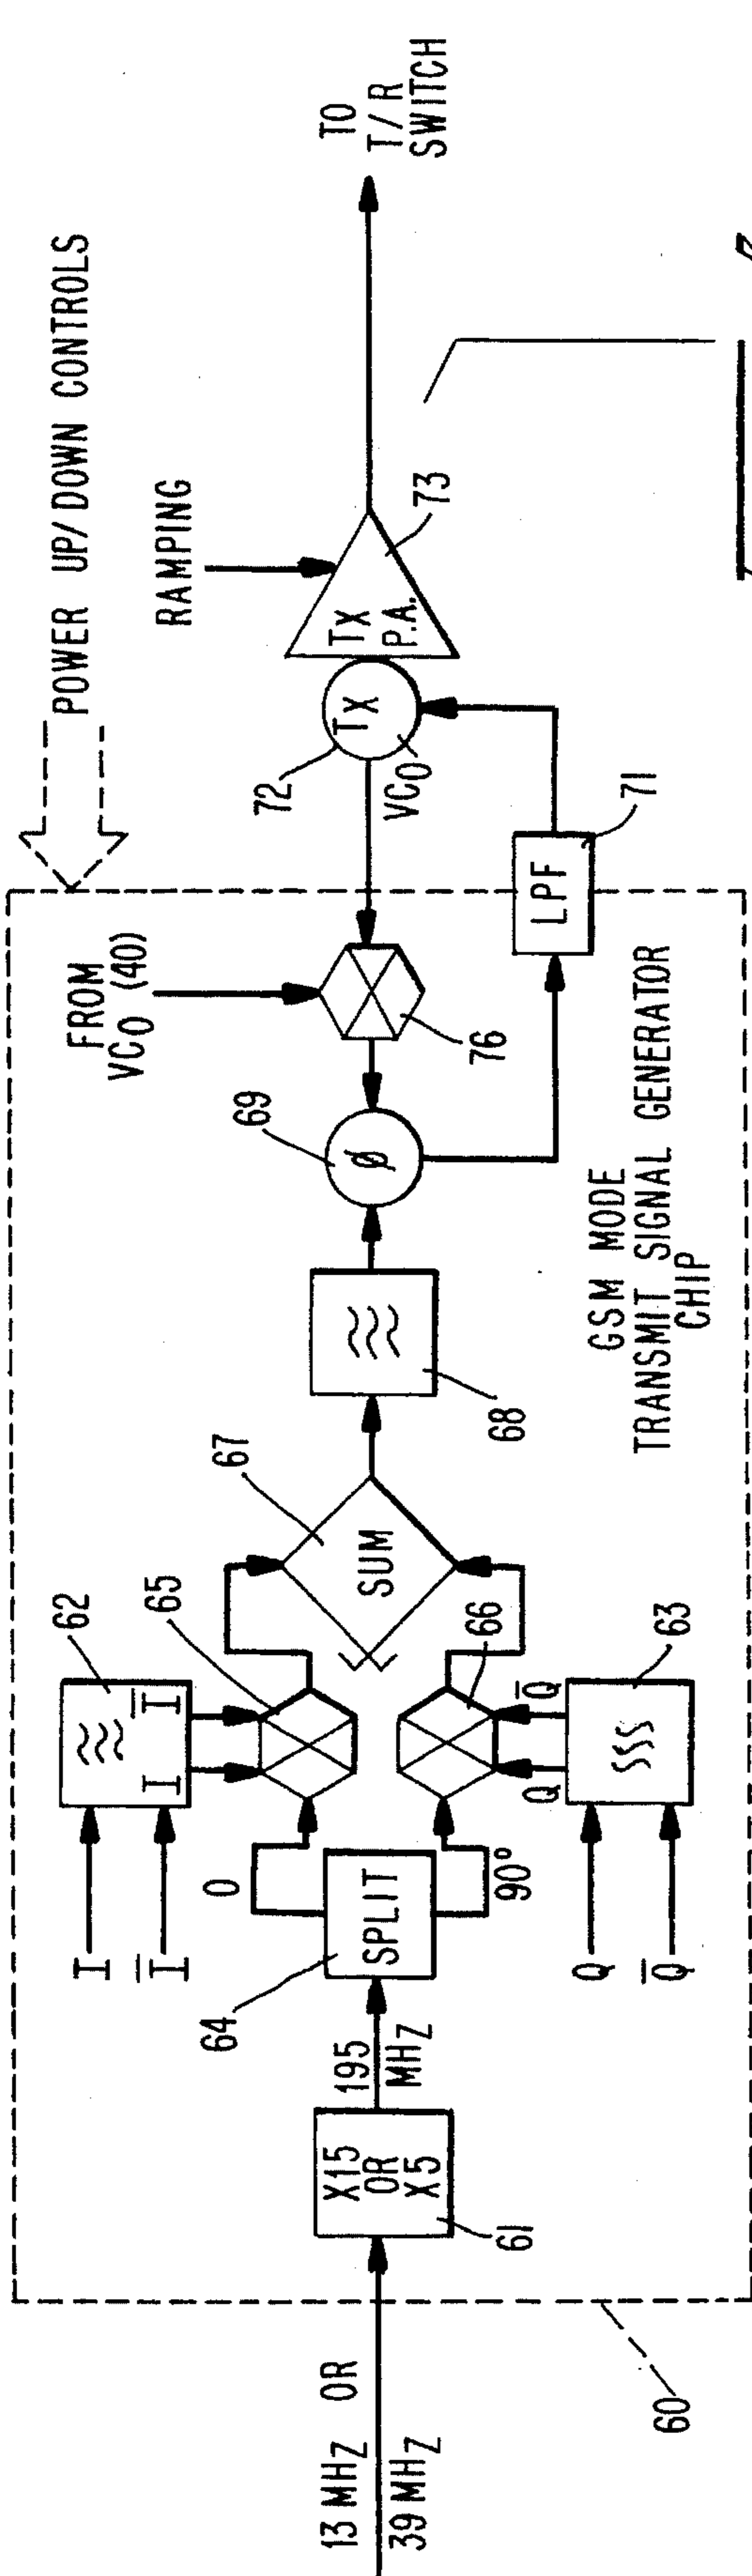 POWER UP/DOWN CONTROLS
TO
T/R
SWITCH
RAMPING
TX
P.A.
73
TX
VCO
72
LPF
71
FROM
VCO (40)
76
69
Ø
68
67
SUM
62
I
I̅
65
66
63
Q
Q̅
I
I̅
Q
Q̅
0
90°
SPLIT
64
195
MHZ
X15
OR
X5
61
13 MHZ OR
39 MHZ
60
GSM MODE
TRANSMIT SIGNAL GENERATOR
CHIP